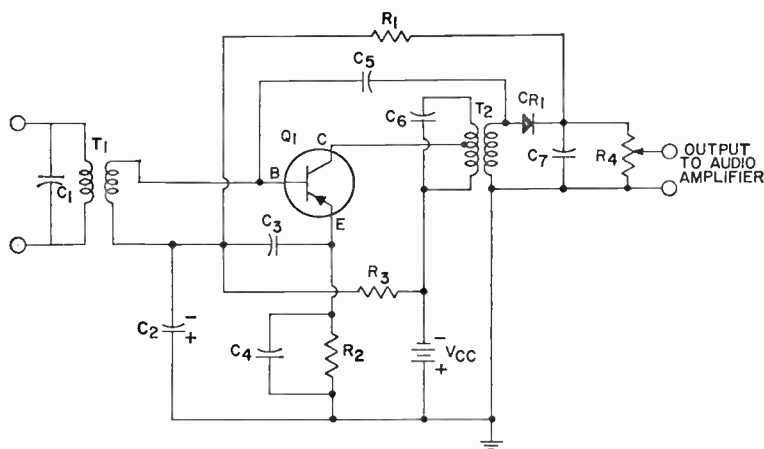 R1
C5
C6
T2
CR1
Q1
C
T1
C1
B
E
C7
R4
OUTPUT
TO AUDIO
AMPLIFIER
C3
R3
C2
-
+
C4
R2
-
+
VCC